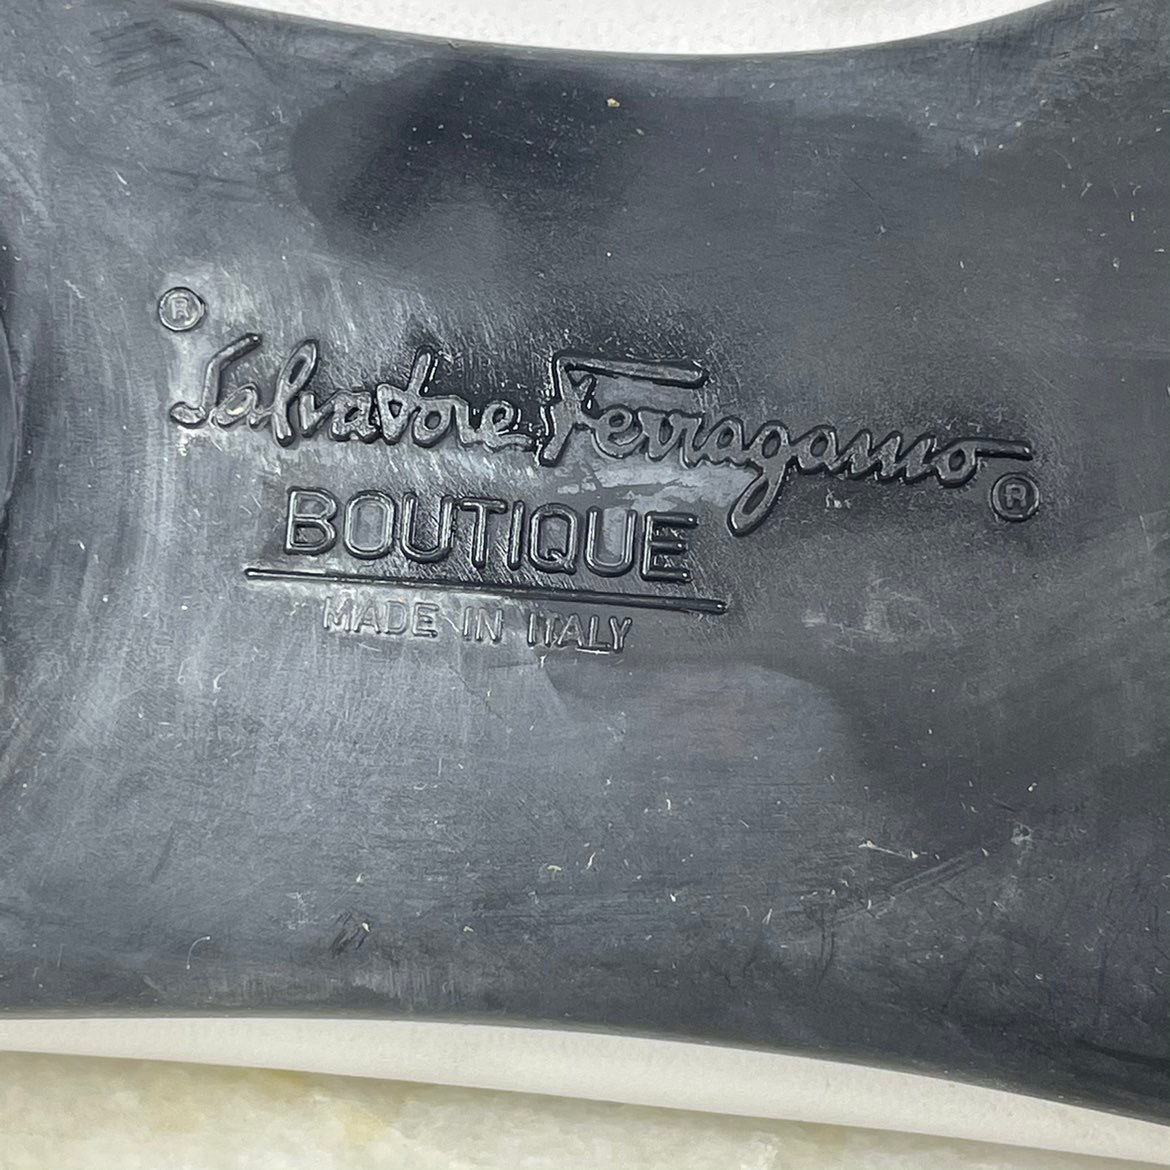 ®
Salvatore Ferragamo ®
BOUTIQUE
MADE IN ITALY